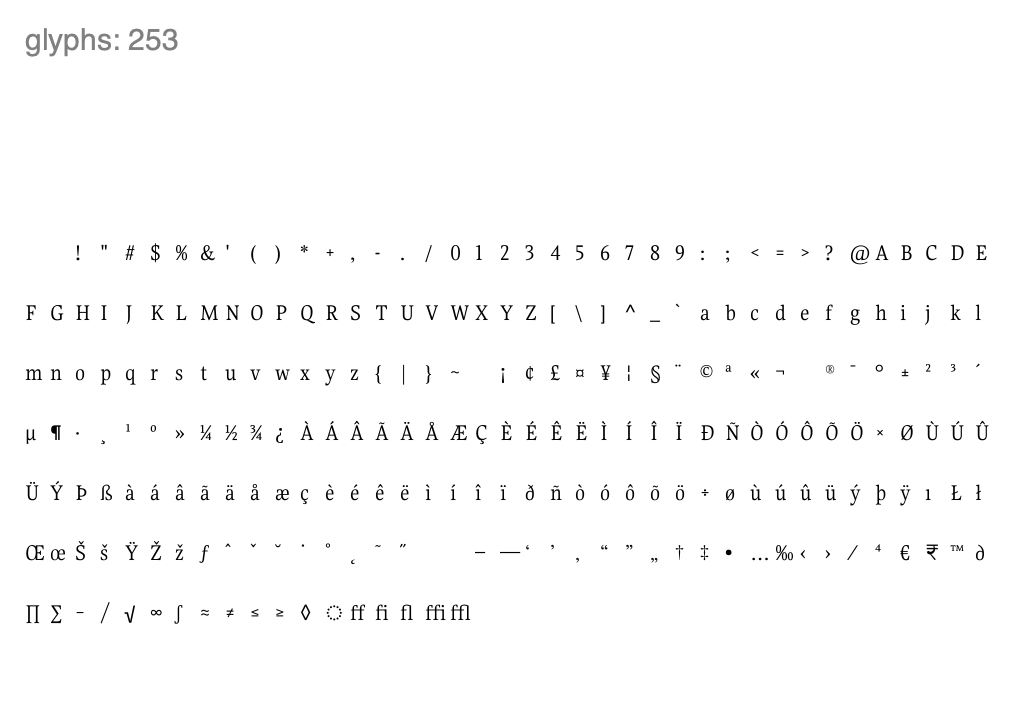 glyphs: 253
! " # $ % & ' ( ) * + , - . / 0 1 2 3 4 5 6 7 8 9 : ; < = > ? @ A B C D E
F G H I J K L M N O P Q R S T U V W X Y Z [ \ ] ^ _ ` a b c d e f g h i j k l
m n o p q r s t u v w x y z { | } ~ ¡ ¢ £ ¤ ¥ ¦ § ¨ © ª « ¬ ® ¯ ° ± ² ³ ´
µ ¶ · ¸ ¹ º » ¼ ½ ¾ ¿ À Á Â Ã Ä Å Æ Ç È É Ê Ë Ì Í Î Ï Ð Ñ Ò Ó Ô Õ Ö × Ø Ù Ú Û
Ü Ý Þ ß à á â ã ä å æ ç è é ê ë ì í î ï ð ñ ò ó ô õ ö ÷ ø ù ú û ü ý þ ÿ ı Ł ł
Œ œ Š š Ÿ Ž ž ƒ ˆ ˇ ˘ ˙ ˚ ˛ ˜ ˝ – — ‘ ’ ‚ “ ” „ † ‡ • … ‰ ‹ › ⁄ ⁴ € ₹ ™ ∂
∏ ∑ − ∕ √ ∞ ∫ ≈ ≠ ≤ ≥ ◊ ◌ ff fi fl ffi ffl